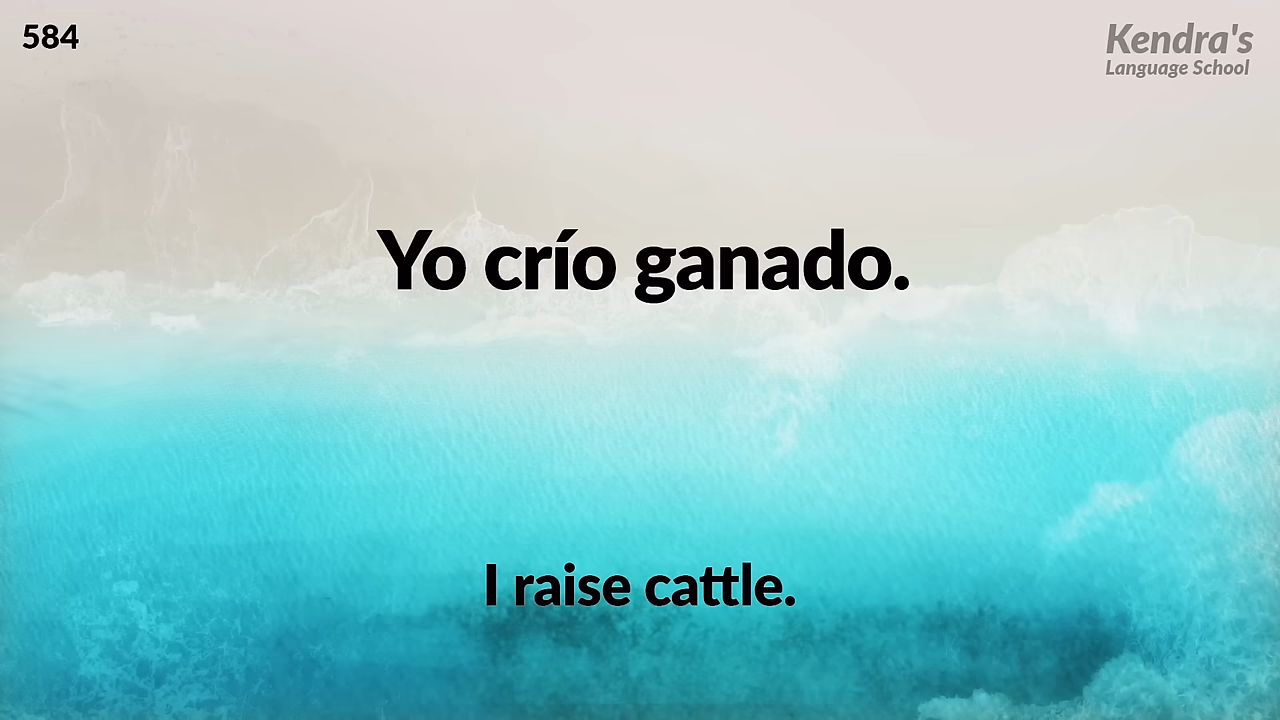 584
Kendra's
Language School
Yo crío ganado.
I raise cattle.